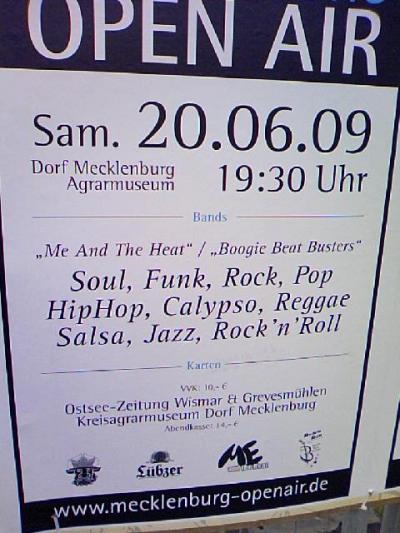 OPEN AIR
Sam. 20.06.09
Dorf Mecklenburg
Agrarmuseum
19:30 Uhr
Bands
„Me And The Heat“ / „Boogie Beat Busters“
Soul, Funk, Rock, Pop
HipHop, Calypso, Reggae
Salsa, Jazz, Rock’n’Roll
Karten
VVK: 10,- €
Ostsee-Zeitung Wismar & Grevesmühlen
Kreisagrarmuseum Dorf Mecklenburg
Abendkasse: 14,- €
Lübzer
ME
www.mecklenburg-openair.de